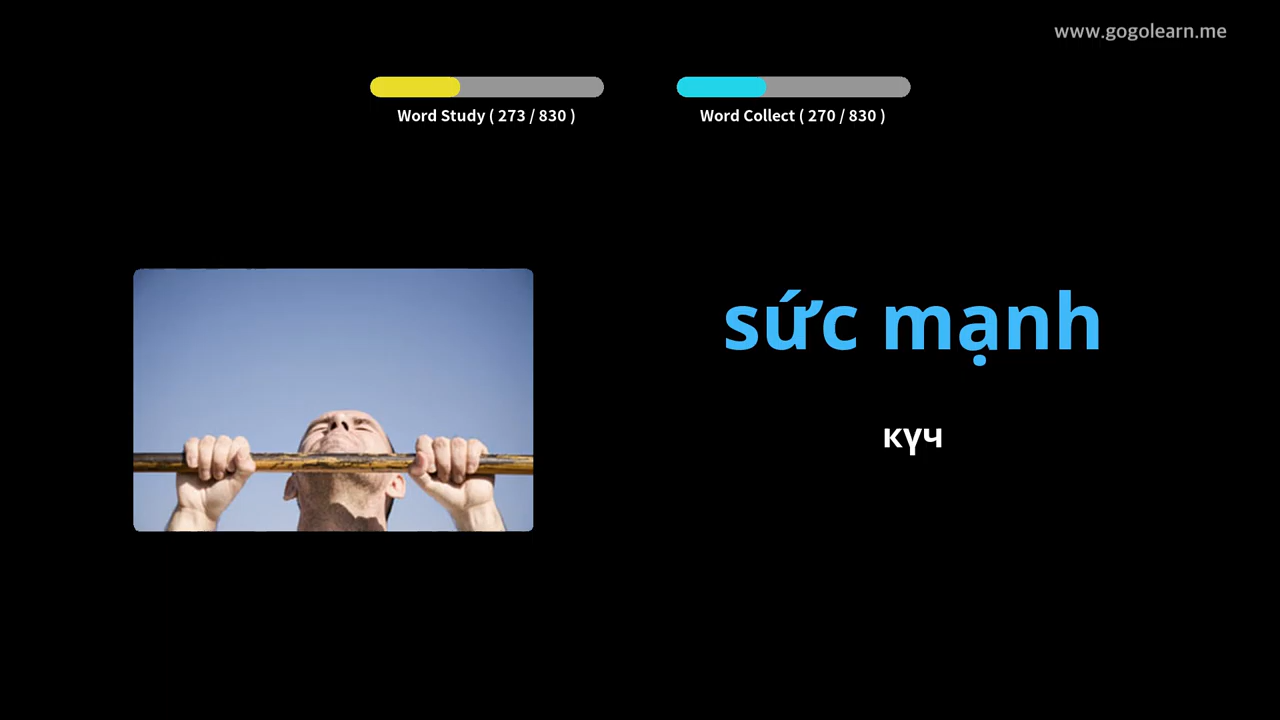 www.gogolearn.me
Word Study ( 273 / 830 )
Word Collect ( 270 / 830 )
sức mạnh
күч